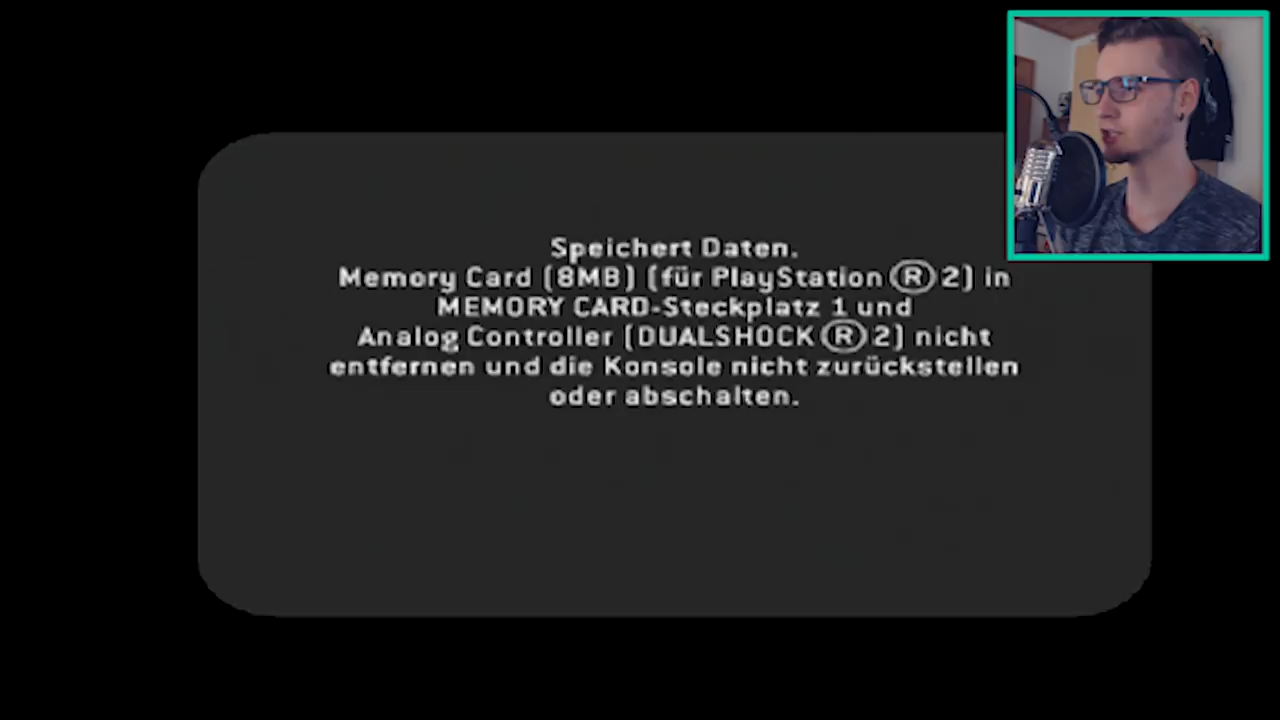 Speichert Daten.
Memory Card (8MB) (für PlayStation ® 2) in
MEMORY CARD-Steckplatz 1 und
Analog Controller (DUALSHOCK ® 2) nicht
entfernen und die Konsole nicht zurückstellen
oder abschalten.